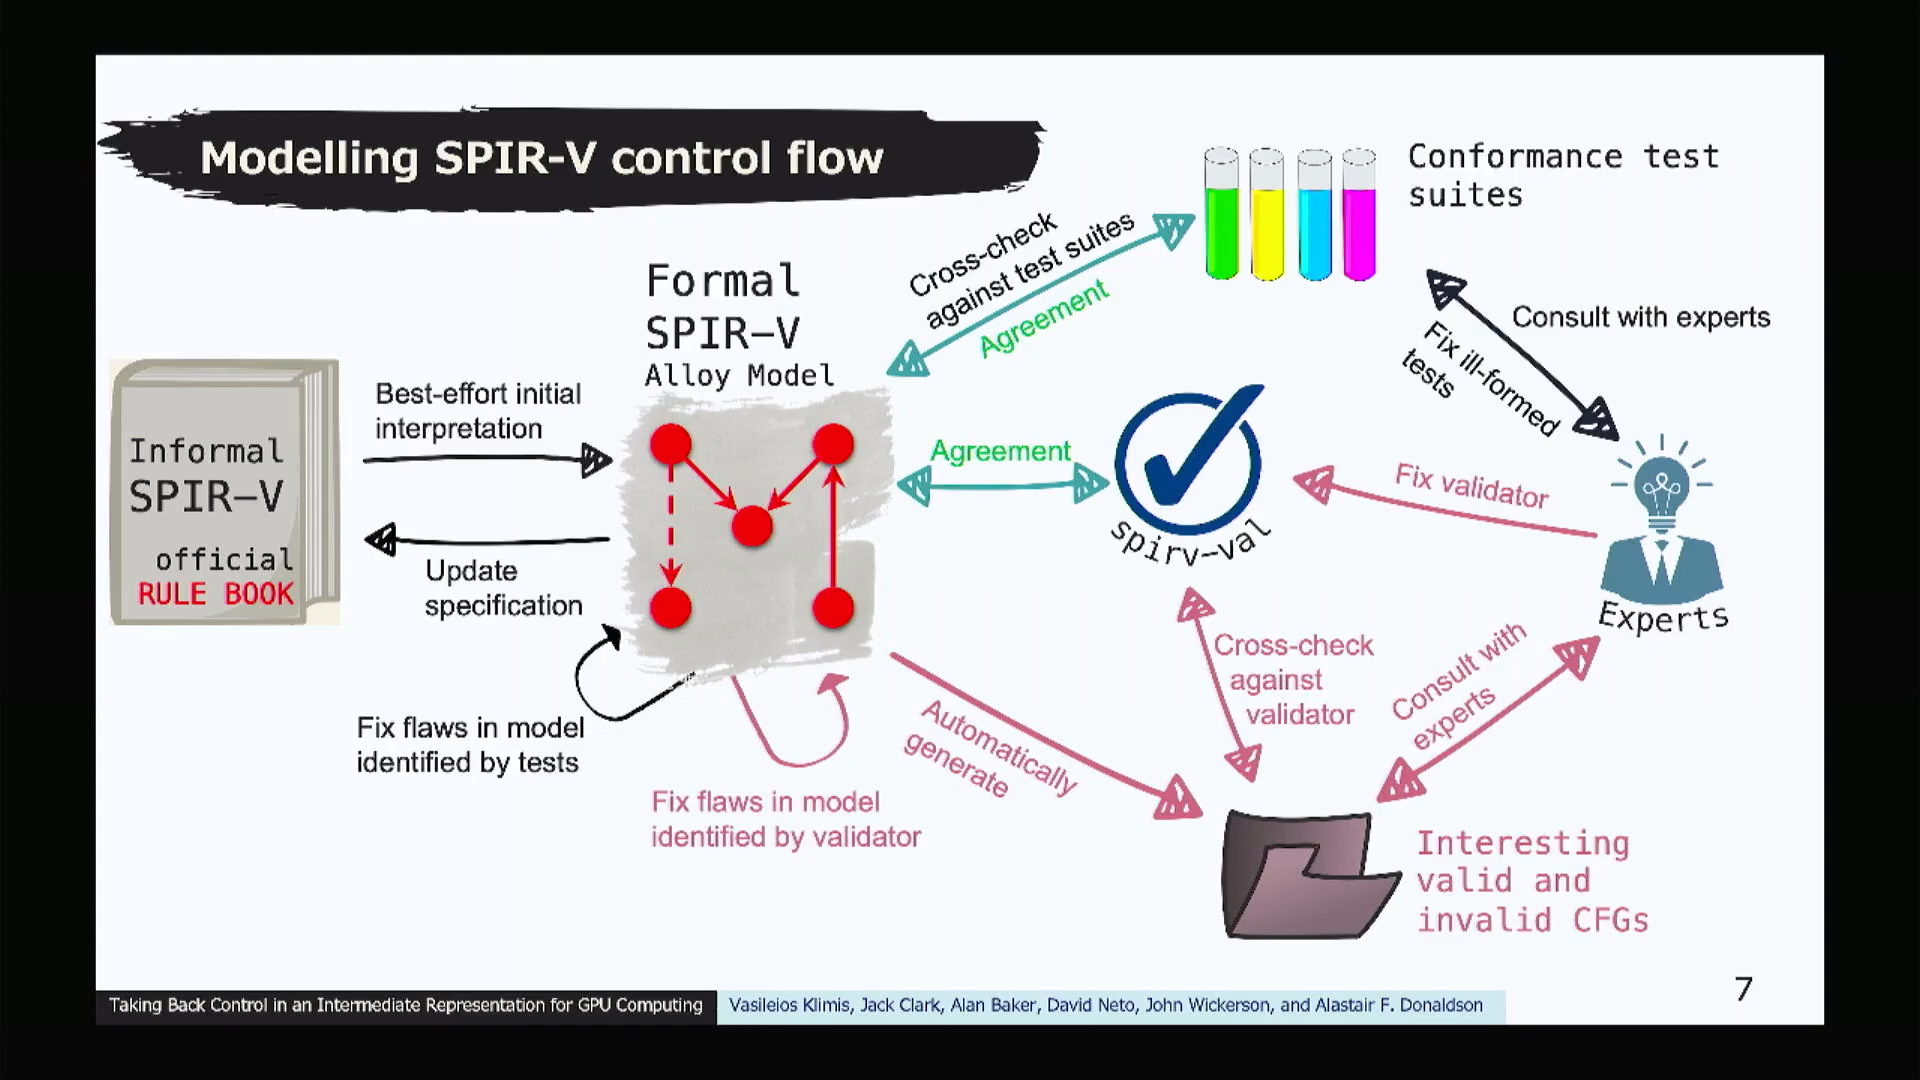 Modelling SPIR-V control flow
Conformance test
suites
Cross-check
against test suites
Agreement
Formal
SPIR-V
Alloy Model
Consult with experts
Fix ill-formed
tests
Best-effort initial
interpretation
Informal
SPIR-V
official
RULE BOOK
Agreement
spirv-val
Fix validator
Experts
Update
specification
Cross-check
against
validator
Consult with
experts
Automatically
generate
Fix flaws in model
identified by tests
Fix flaws in model
identified by validator
Interesting
valid and
invalid CFGs
7
Taking Back Control in an Intermediate Representation for GPU Computing
Vasileios Klimis, Jack Clark, Alan Baker, David Neto, John Wickerson, and Alastair F. Donaldson